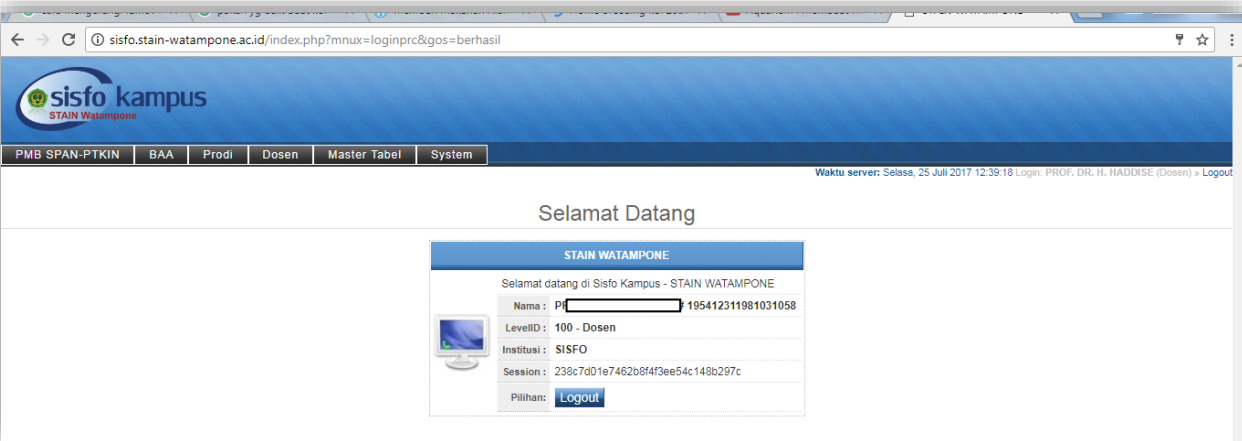 sisfo.stain-watampone.ac.id/index.php?mnux=loginprc&gos=berhasil
sisfo kampus
STAIN Watampone
PMB SPAN-PTKIN BAA Prodi Dosen Master Tabel System
Waktu server: Selasa, 25 Juli 2017 12:39:18 Login: PROF. DR. H. HADDISE (Dosen) » Logout
Selamat Datang
STAIN WATAMPONE
Selamat datang di Sisfo Kampus - STAIN WATAMPONE
Nama : # 195412311981031058
LevelID : 100 - Dosen
Institusi : SISFO
Session : 238c7d01e7462b8f4f3ee54c148b297c
Pilihan: Logout